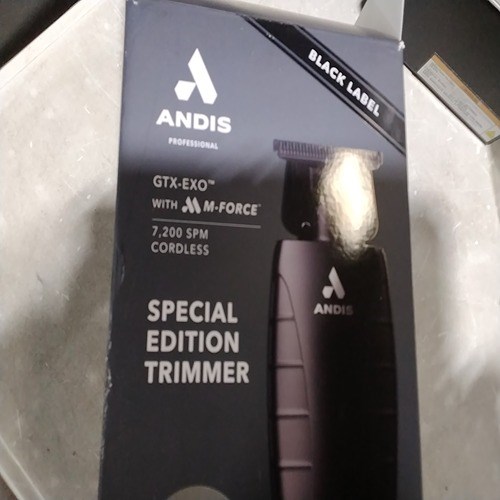 BLACK LABEL
ANDIS
PROFESSIONAL
GTX-EXO™
WITH M-FORCE™
7,200 SPM
CORDLESS
SPECIAL
EDITION
TRIMMER
ANDIS